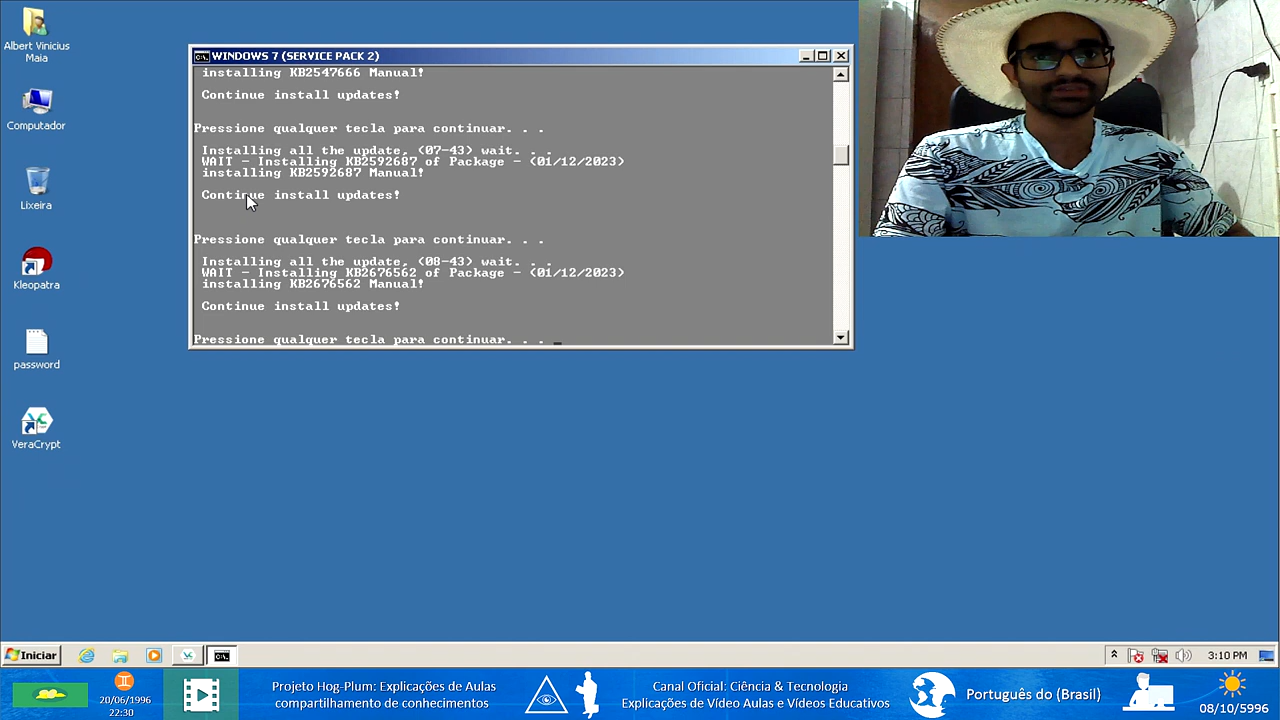 Albert Vinicius
Maia
Computador
Lixeira
Kleopatra
password
VeraCrypt
WINDOWS 7 (SERVICE PACK 2)
installing KB2547666 Manual!
Continue install updates!
Pressione qualquer tecla para continuar. . .
Installing all the update, (07-43) wait. . .
WAIT - Installing KB2592687 of Package - (01/12/2023)
installing KB2592687 Manual!
Continue install updates!
Pressione qualquer tecla para continuar. . .
Installing all the update, (08-43) wait. . .
WAIT - Installing KB2676562 of Package - (01/12/2023)
installing KB2676562 Manual!
Continue install updates!
Pressione qualquer tecla para continuar. . . _
Iniciar
3:10 PM
20/06/1996
22:30
Projeto Hog-Plum: Explicações de Aulas
compartilhamento de conhecimentos
Canal Oficial: Ciência & Tecnologia
Explicações de Vídeo Aulas e Vídeos Educativos
Português do (Brasil)
08/10/5996